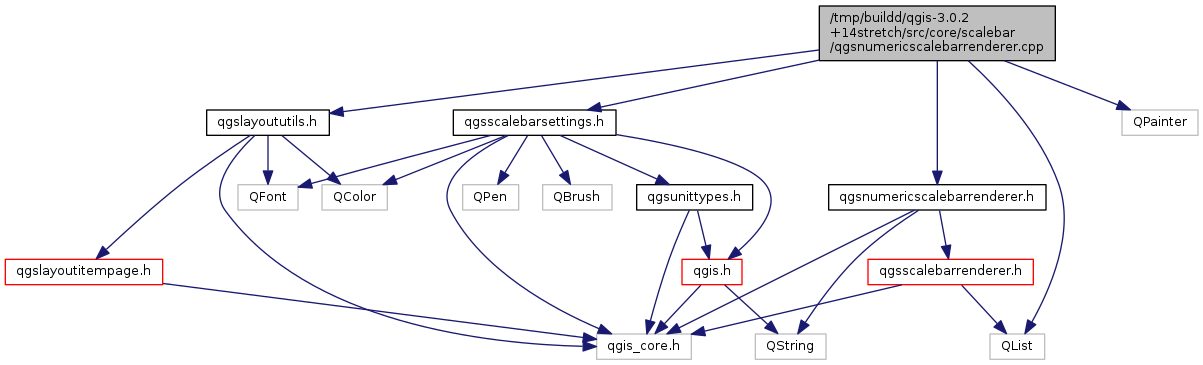 /tmp/buildd/qgis-3.0.2
+14stretch/src/core/scalebar
/qgsnumericscalebarrenderer.cpp
qgslayoututils.h
qgsscalebarsettings.h
QPainter
QFont
QColor
QPen
QBrush
qgsunittypes.h
qgsnumericscalebarrenderer.h
qgslayoutitempage.h
qgis.h
qgsscalebarrenderer.h
qgis_core.h
QString
QList